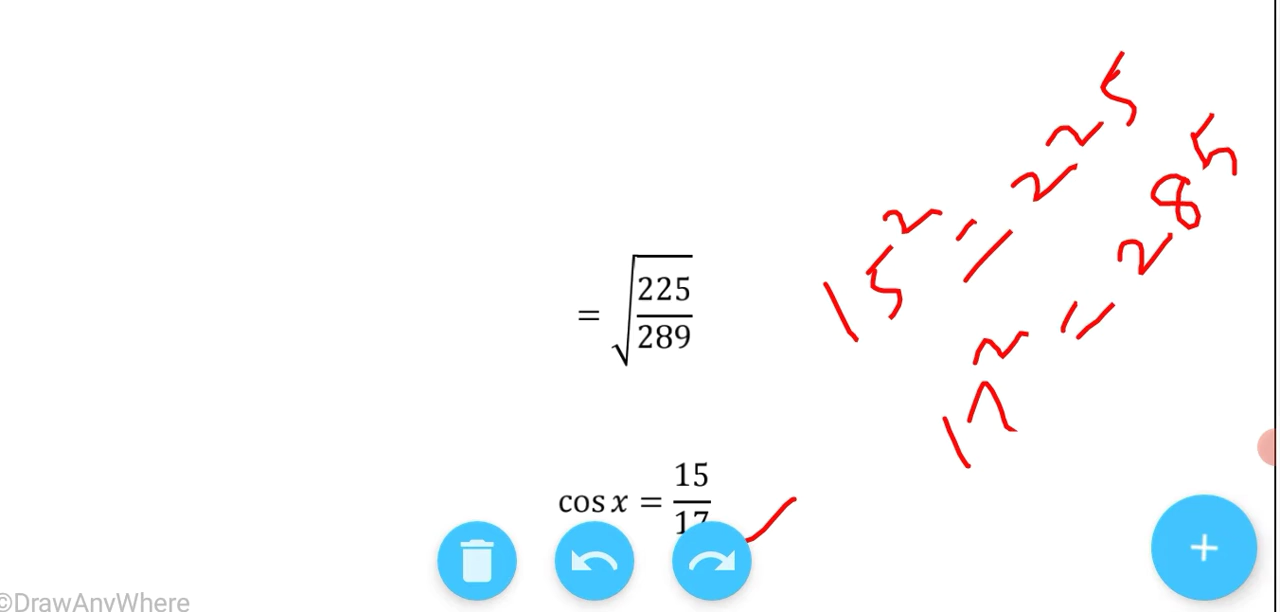 15² = 225
17² = 285
= √(225/289)
cos x = 15/17
©DrawAnyWhere